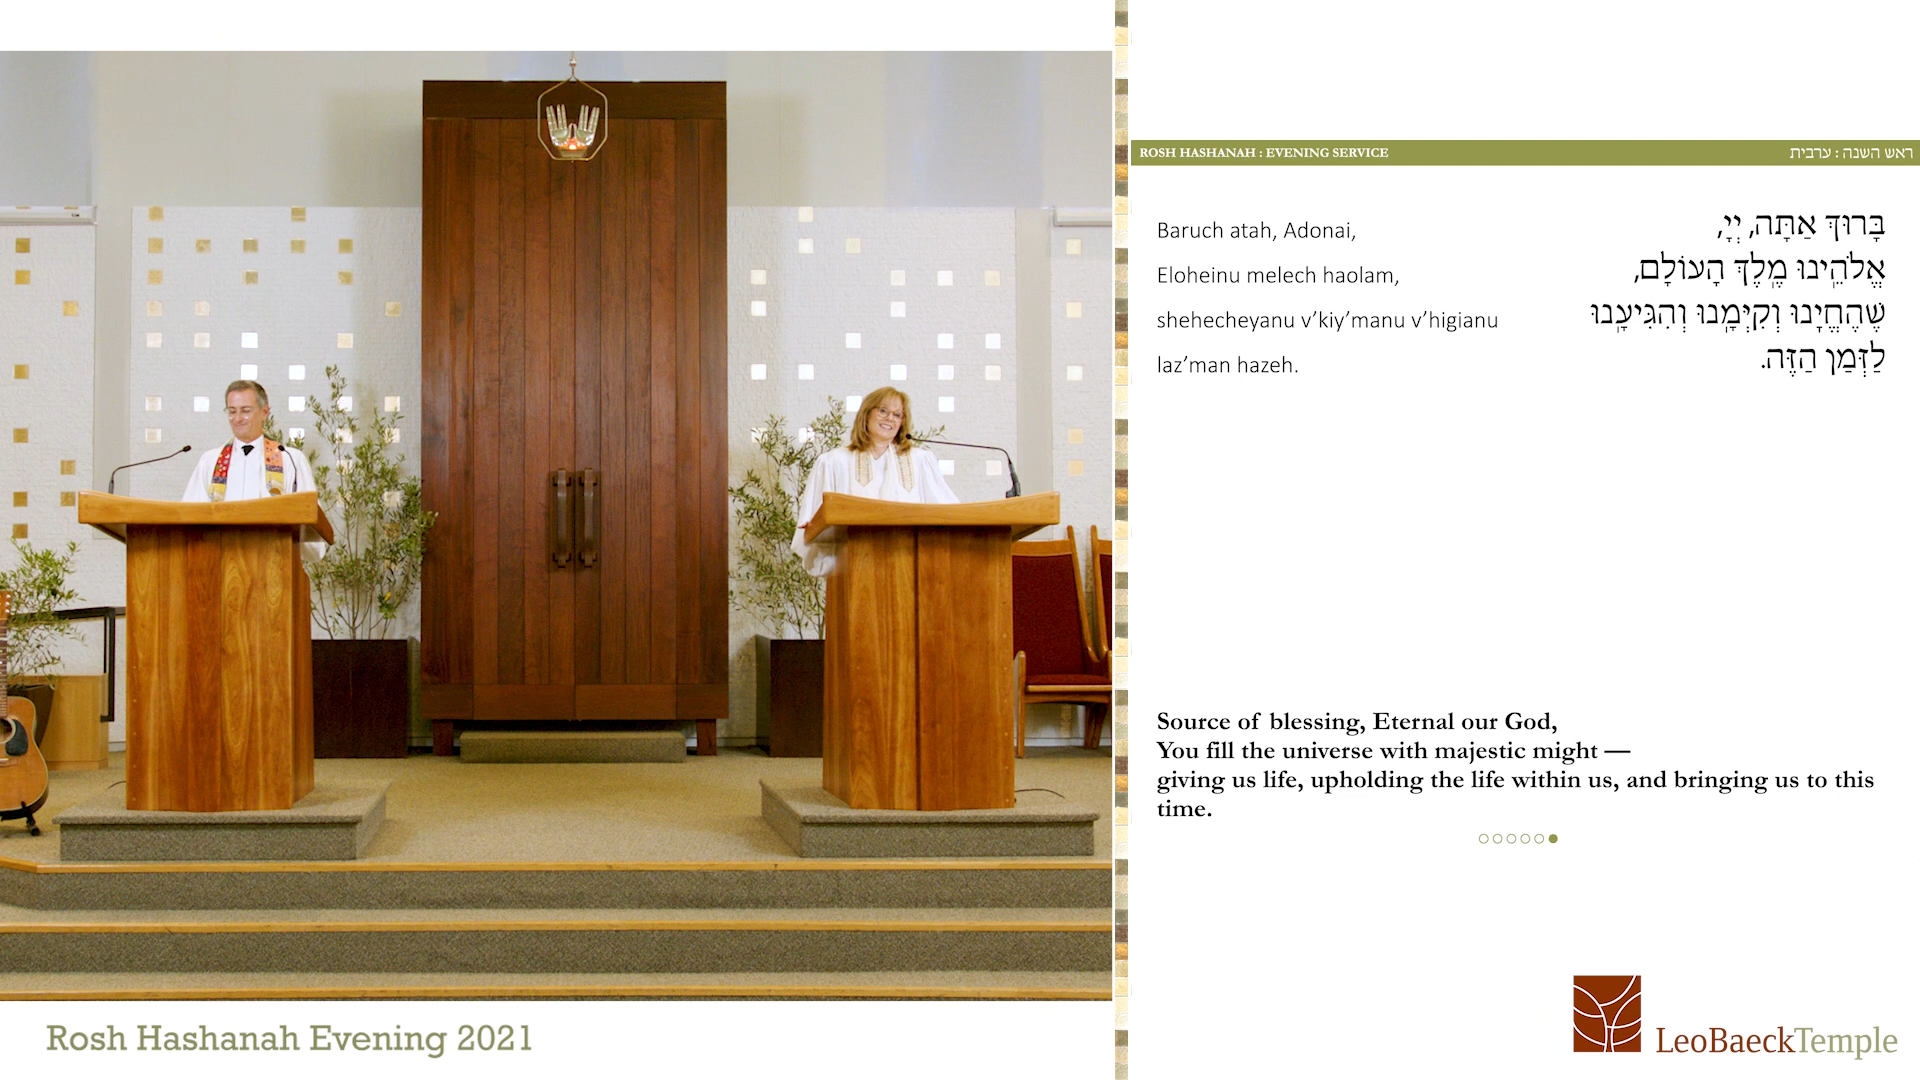 ROSH HASHANAH : EVENING SERVICE
ראש השנה : ערבית
Baruch atah, Adonai,
Eloheinu melech haolam,
shehecheyanu v’kiy’manu v’higianu
laz’man hazeh.
בָּרוּךְ אַתָּה, יְיָ,
אֱלֹהֵֽינוּ מֶֽלֶךְ הָעוֹלָם,
שֶׁהֶחֱיָֽנוּ וְקִיְּמָֽנוּ וְהִגִּיעָֽנוּ
לַזְּמַן הַזֶּה.
Source of blessing, Eternal our God,
You fill the universe with majestic might —
giving us life, upholding the life within us, and bringing us to this
time.
Rosh Hashanah Evening 2021
LeoBaeckTemple